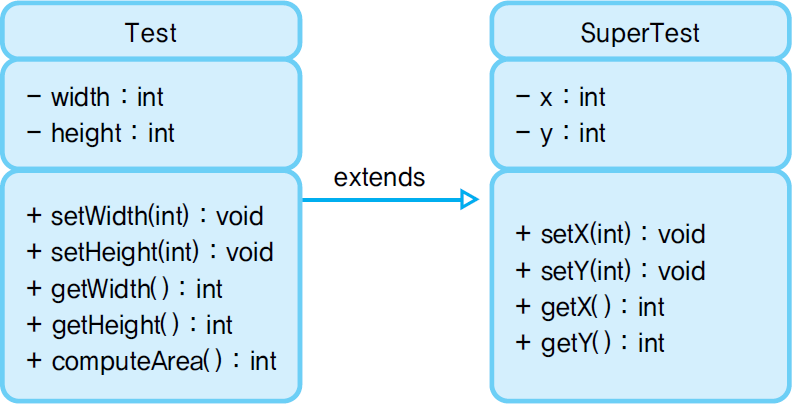 Test
- width : int
- height : int
+ setWidth(int) : void
+ setHeight(int) : void
+ getWidth( ) : int
+ getHeight( ) : int
+ computeArea( ) : int
extends
SuperTest
- x : int
- y : int
+ setX(int) : void
+ setY(int) : void
+ getX( ) : int
+ getY( ) : int